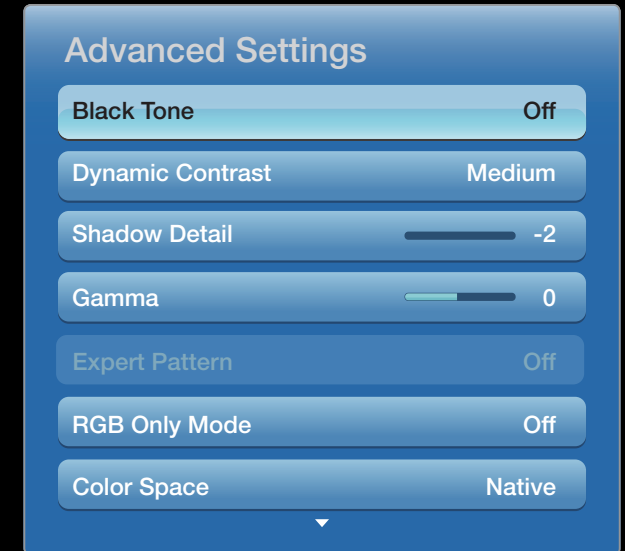 Advanced Settings
Black Tone Off
Dynamic Contrast Medium
Shadow Detail -2
Gamma 0
Expert Pattern Off
RGB Only Mode Off
Color Space Native